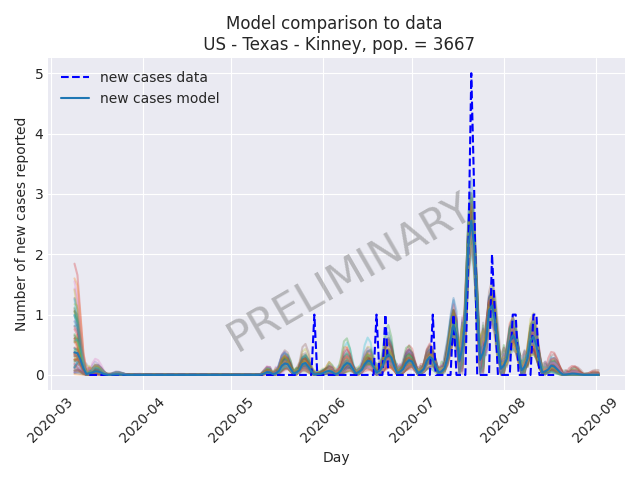 Model comparison to data
US - Texas - Kinney, pop. = 3667
new cases data
new cases model
PRELIMINARY
Number of new cases reported
5
4
3
2
1
0
2020-03
2020-04
2020-05
2020-06
2020-07
2020-08
2020-09
Day